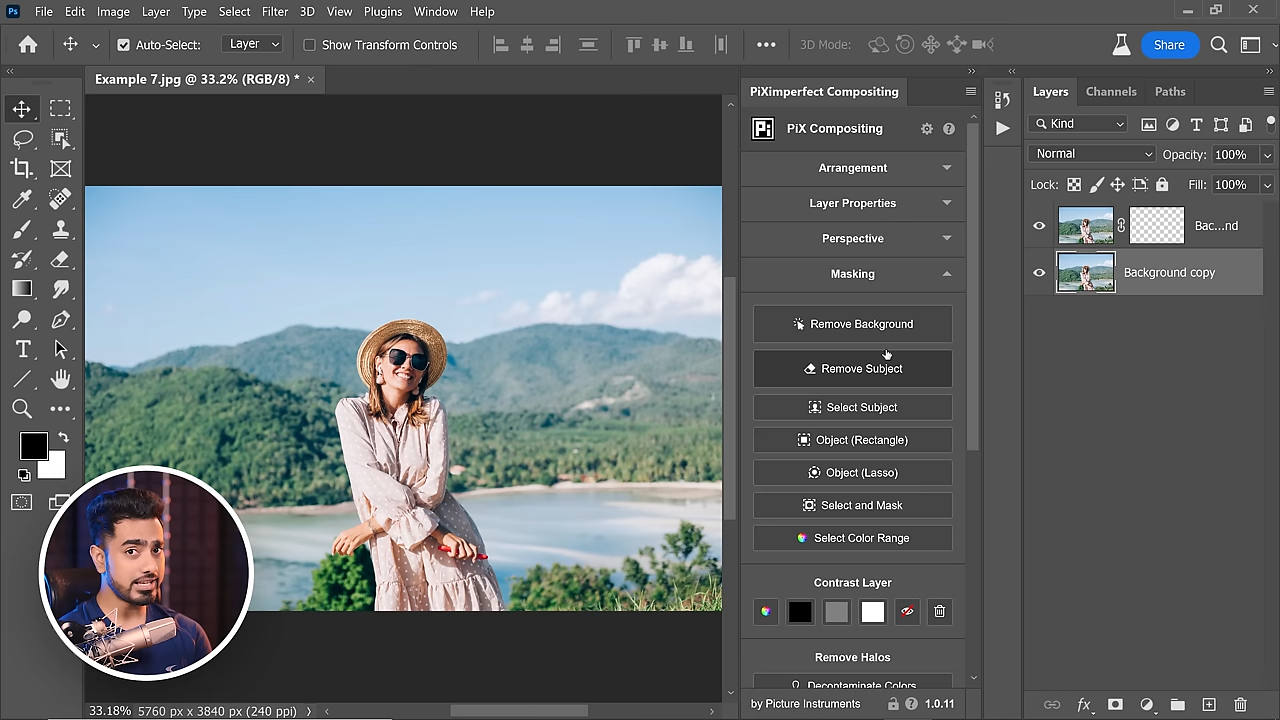 Ps File Edit Image Layer Type Select Filter 3D View Plugins Window Help
Auto-Select: Layer Show Transform Controls 3D Mode: Share
Example 7.jpg @ 33.2% (RGB/8) *
PiXimperfect Compositing
Pi PiX Compositing
Arrangement
Layer Properties
Perspective
Masking
Remove Background
Remove Subject
Select Subject
Object (Rectangle)
Object (Lasso)
Select and Mask
Select Color Range
Contrast Layer
Remove Halos
Decontaminate Colors
by Picture Instruments 1.0.11
Layers Channels Paths
Kind
Normal Opacity: 100%
Lock: Fill: 100%
Bac...nd
Background copy
fx
33.18% 5760 px x 3840 px (240 ppi)